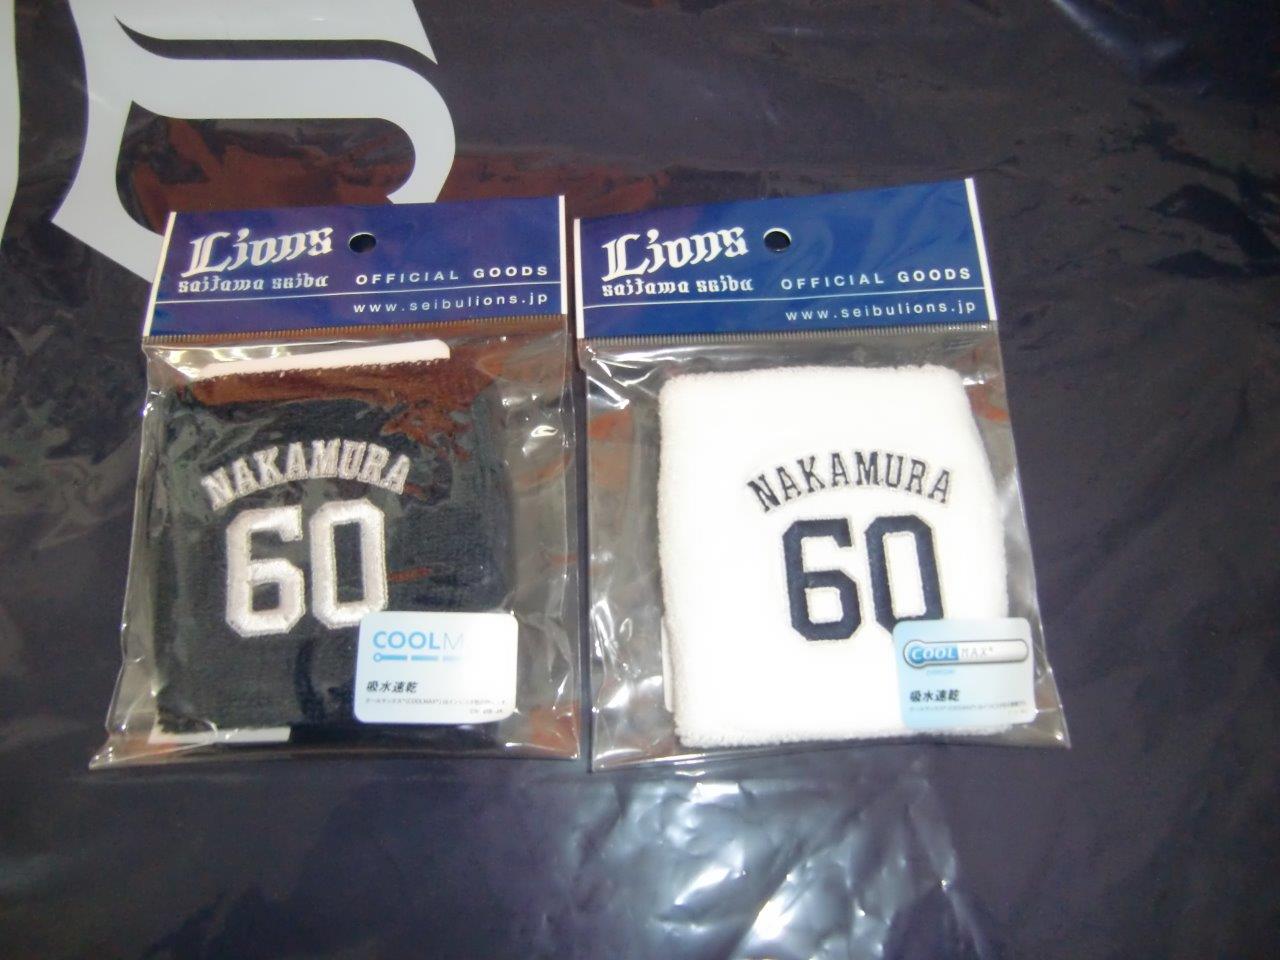 Lions
saitama seibu
OFFICIAL GOODS
www.seibulions.jp
NAKAMURA
60
COOLM
吸水速乾
Lions
saitama seibu
OFFICIAL GOODS
www.seibulions.jp
NAKAMURA
60
COOLMAX
吸水速乾